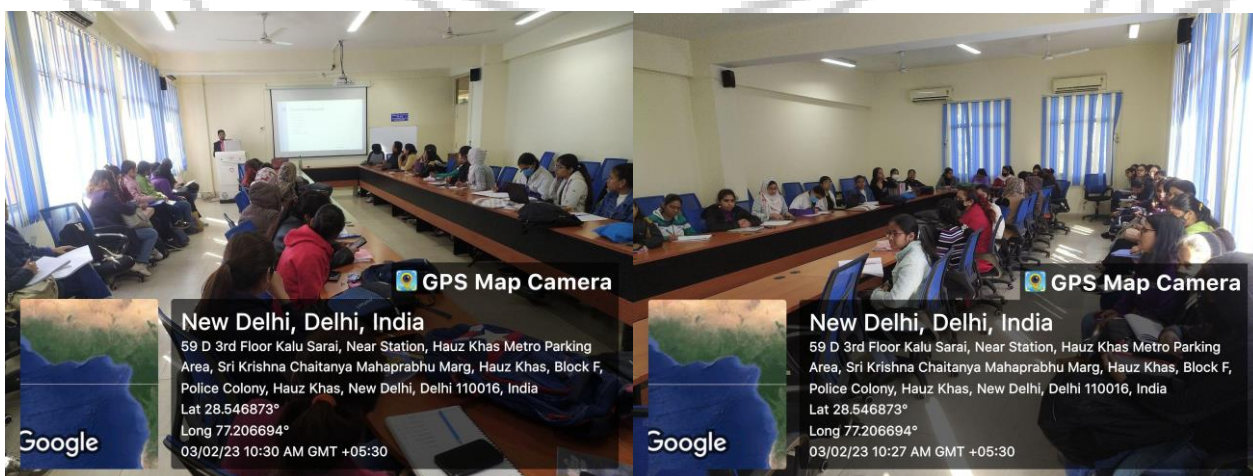 GPS Map Camera
New Delhi, Delhi, India
59 D 3rd Floor Kalu Sarai, Near Station, Hauz Khas Metro Parking
Area, Sri Krishna Chaitanya Mahaprabhu Marg, Hauz Khas, Block F,
Police Colony, Hauz Khas, New Delhi, Delhi 110016, India
Lat 28.546873°
Long 77.206694°
03/02/23 10:30 AM GMT +05:30
Google
GPS Map Camera
New Delhi, Delhi, India
59 D 3rd Floor Kalu Sarai, Near Station, Hauz Khas Metro Parking
Area, Sri Krishna Chaitanya Mahaprabhu Marg, Hauz Khas, Block F,
Police Colony, Hauz Khas, New Delhi, Delhi 110016, India
Lat 28.546873°
Long 77.206694°
03/02/23 10:27 AM GMT +05:30
Google